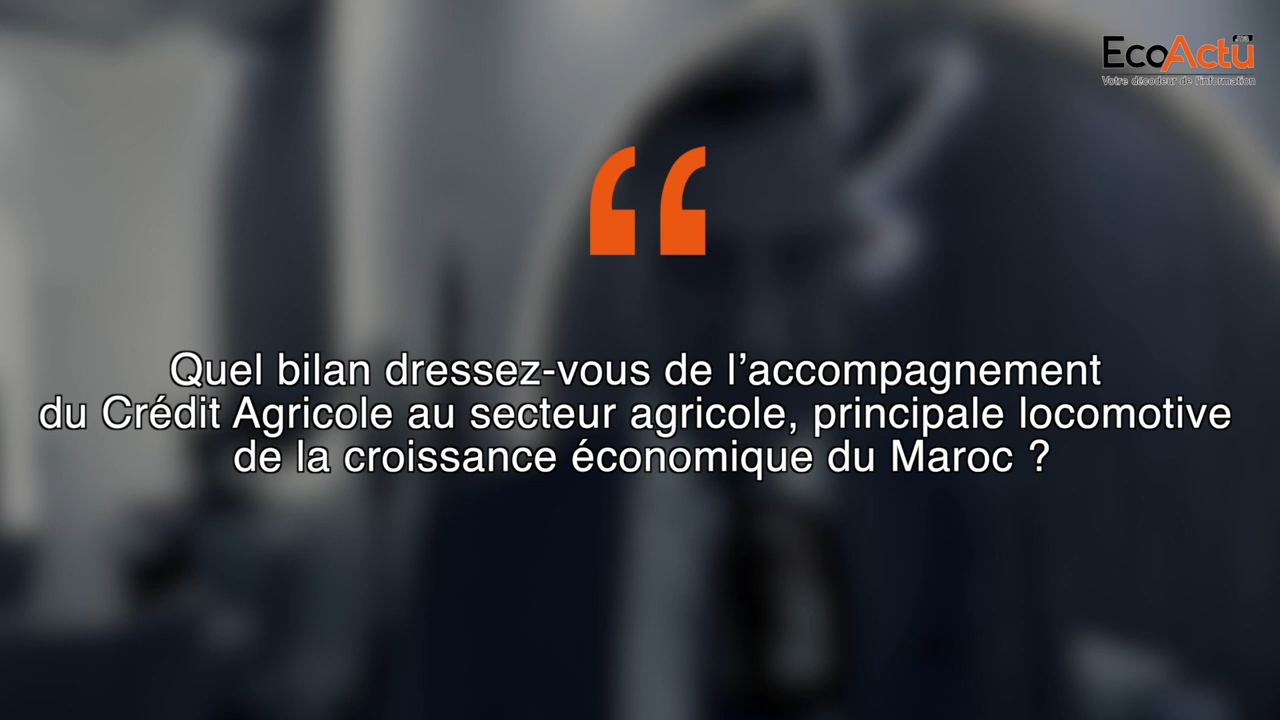 EcoActu
Votre décodeur de l'information
Quel bilan dressez-vous de l’accompagnement
du Crédit Agricole au secteur agricole, principale locomotive
de la croissance économique du Maroc ?